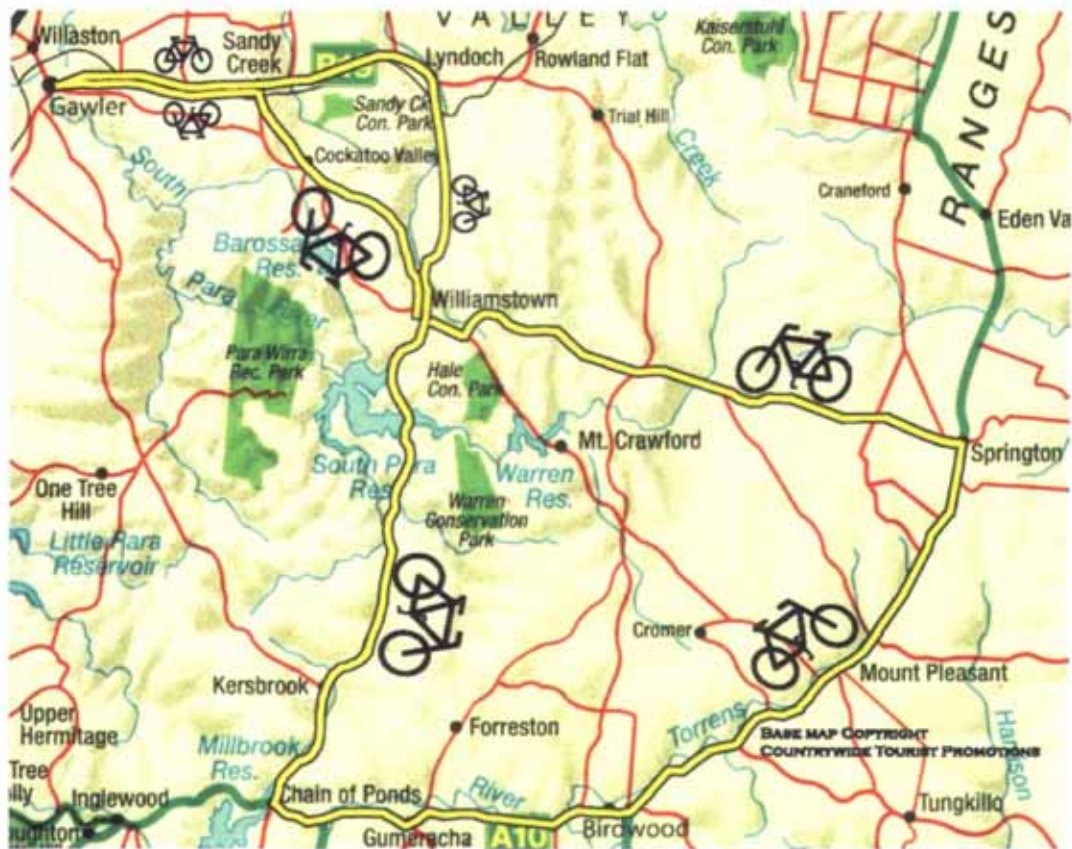 VALLEY
Willaston
Sandy
Creek
Kaiserstuhl
Con. Park
Lyndoch
Rowland Flat
RANGES
Gawler
Sandy Ck
Con. Park
Trial Hill
Cockatoo Valley
South
Creek
Craneford
Barossa
Res.
Eden Va
Para River
Williamstown
Para Wirra
Rec. Park
Hale
Con. Park
Mt. Crawford
Springton
South Para
Res.
Warren
Res.
One Tree
Hill
Warren
Conservation
Park
Little Para
Reservoir
Cromer
Mount Pleasant
Kersbrook
Upper
Hermitage
Forreston
Torrens
BASE MAP COPYRIGHT
COUNTRYWIDE TOURIST PROMOTIONS
Millbrook
Res.
Tree
lly
Inglewood
Chain of Ponds
River
Tungkillo
oughton
Gumeracha
A10
Birdwood